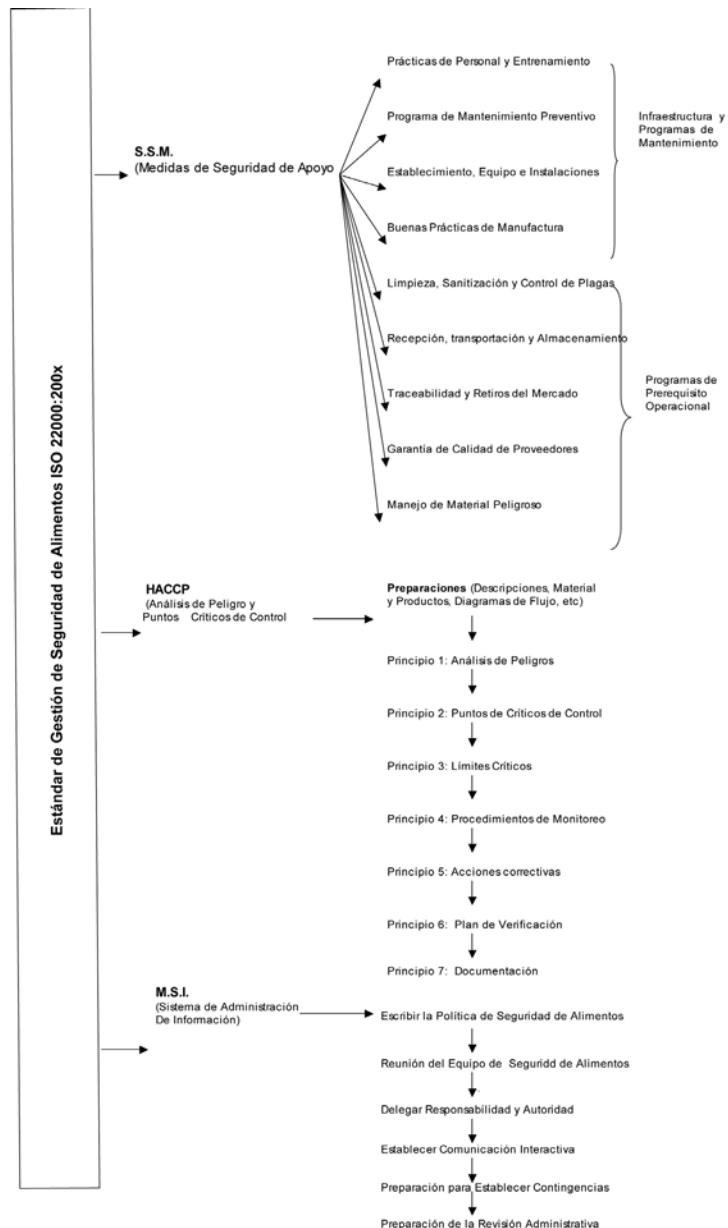 Estándar de Gestión de Seguridad de Alimentos ISO 22000:200x
S.S.M.
(Medidas de Seguridad de Apoyo
Prácticas de Personal y Entrenamiento
Programa de Mantenimiento Preventivo
Establecimiento, Equipo e Instalaciones
Buenas Prácticas de Manufactura
Infraestructura y
Programas de
Mantenimiento
Limpieza, Sanitización y Control de Plagas
Recepción, transportación y Almacenamiento
Traceabilidad y Retiros del Mercado
Garantía de Calidad de Proveedores
Manejo de Material Peligroso
Programas de
Prerequisito
Operacional
HACCP
(Análisis de Peligro y
Puntos Críticos de Control
Preparaciones (Descripciones, Material
y Productos, Diagramas de Flujo, etc)
Principio 1: Análisis de Peligros
Principio 2: Puntos de Críticos de Control
Principio 3: Límites Críticos
Principio 4: Procedimientos de Monitoreo
Principio 5: Acciones correctivas
Principio 6: Plan de Verificación
Principio 7: Documentación
M.S.I.
(Sistema de Administración
De Información)
Escribir la Política de Seguridad de Alimentos
Reunión del Equipo de Seguridd de Alimentos
Delegar Responsabilidad y Autoridad
Establecer Comunicación Interactiva
Preparación para Establecer Contingencias
Preparación de la Revisión Administrativa